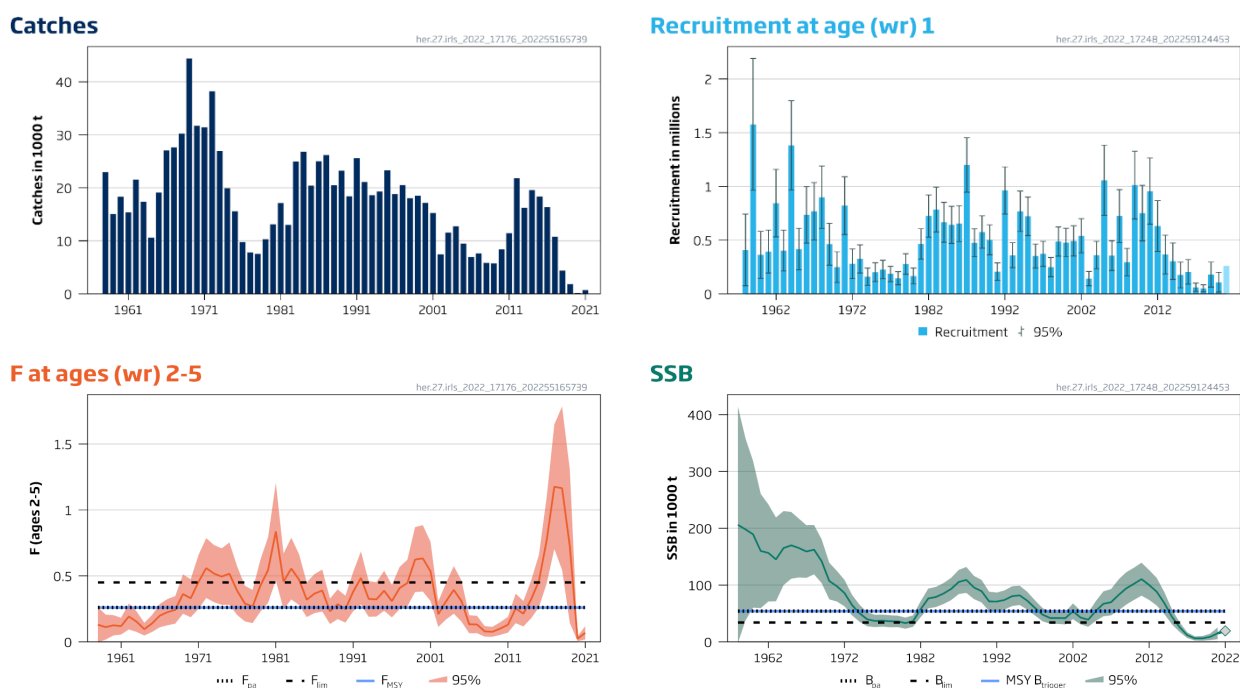 Catches
her.27.irls_2022_17176_202255165739
Catches in 1000 t
40
30
20
10
0
1961
1971
1981
1991
2001
2011
2021
Recruitment at age (wr) 1
her.27.irls_2022_17248_202259124453
Recruitment in millions
2
1.5
1
0.5
0
1962
1972
1982
1992
2002
2012
Recruitment
95%
F at ages (wr) 2-5
her.27.irls_2022_17176_202255165739
F (ages 2-5)
1.5
1
0.5
0
1961
1971
1981
1991
2001
2011
2021
Fpa
Flim
FMSY
95%
SSB
her.27.irls_2022_17248_202259124453
SSB in 1000 t
400
300
200
100
0
1962
1972
1982
1992
2002
2012
2022
Bpa
Blim
MSY Btrigger
95%